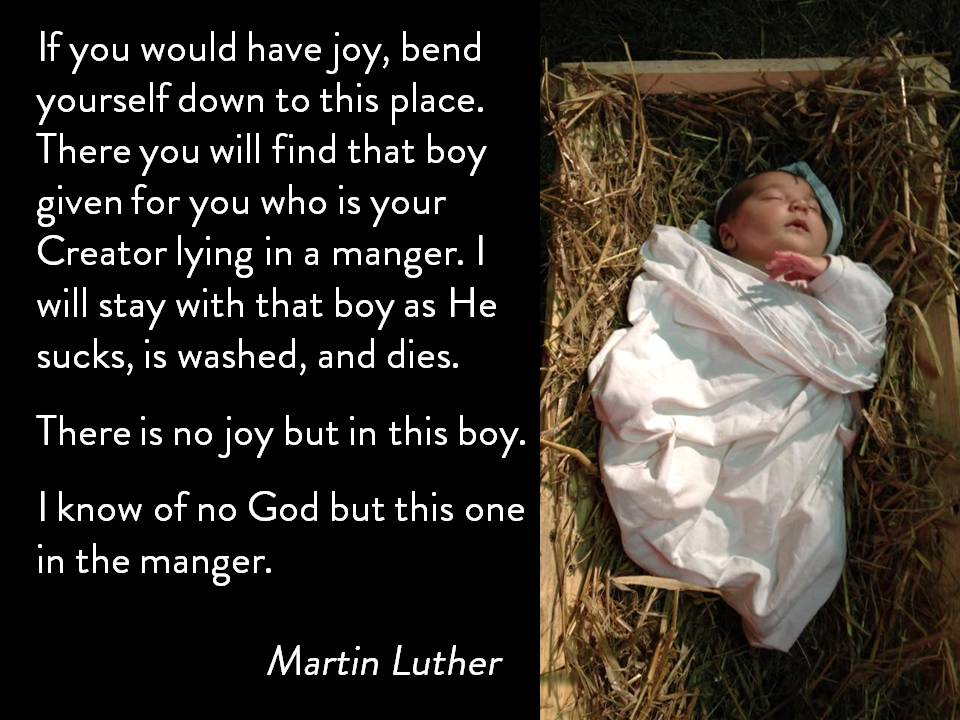 If you would have joy, bend
yourself down to this place.
There you will find that boy
given for you who is your
Creator lying in a manger. I
will stay with that boy as He
sucks, is washed, and dies.
There is no joy but in this boy.
I know of no God but this one
in the manger.
Martin Luther